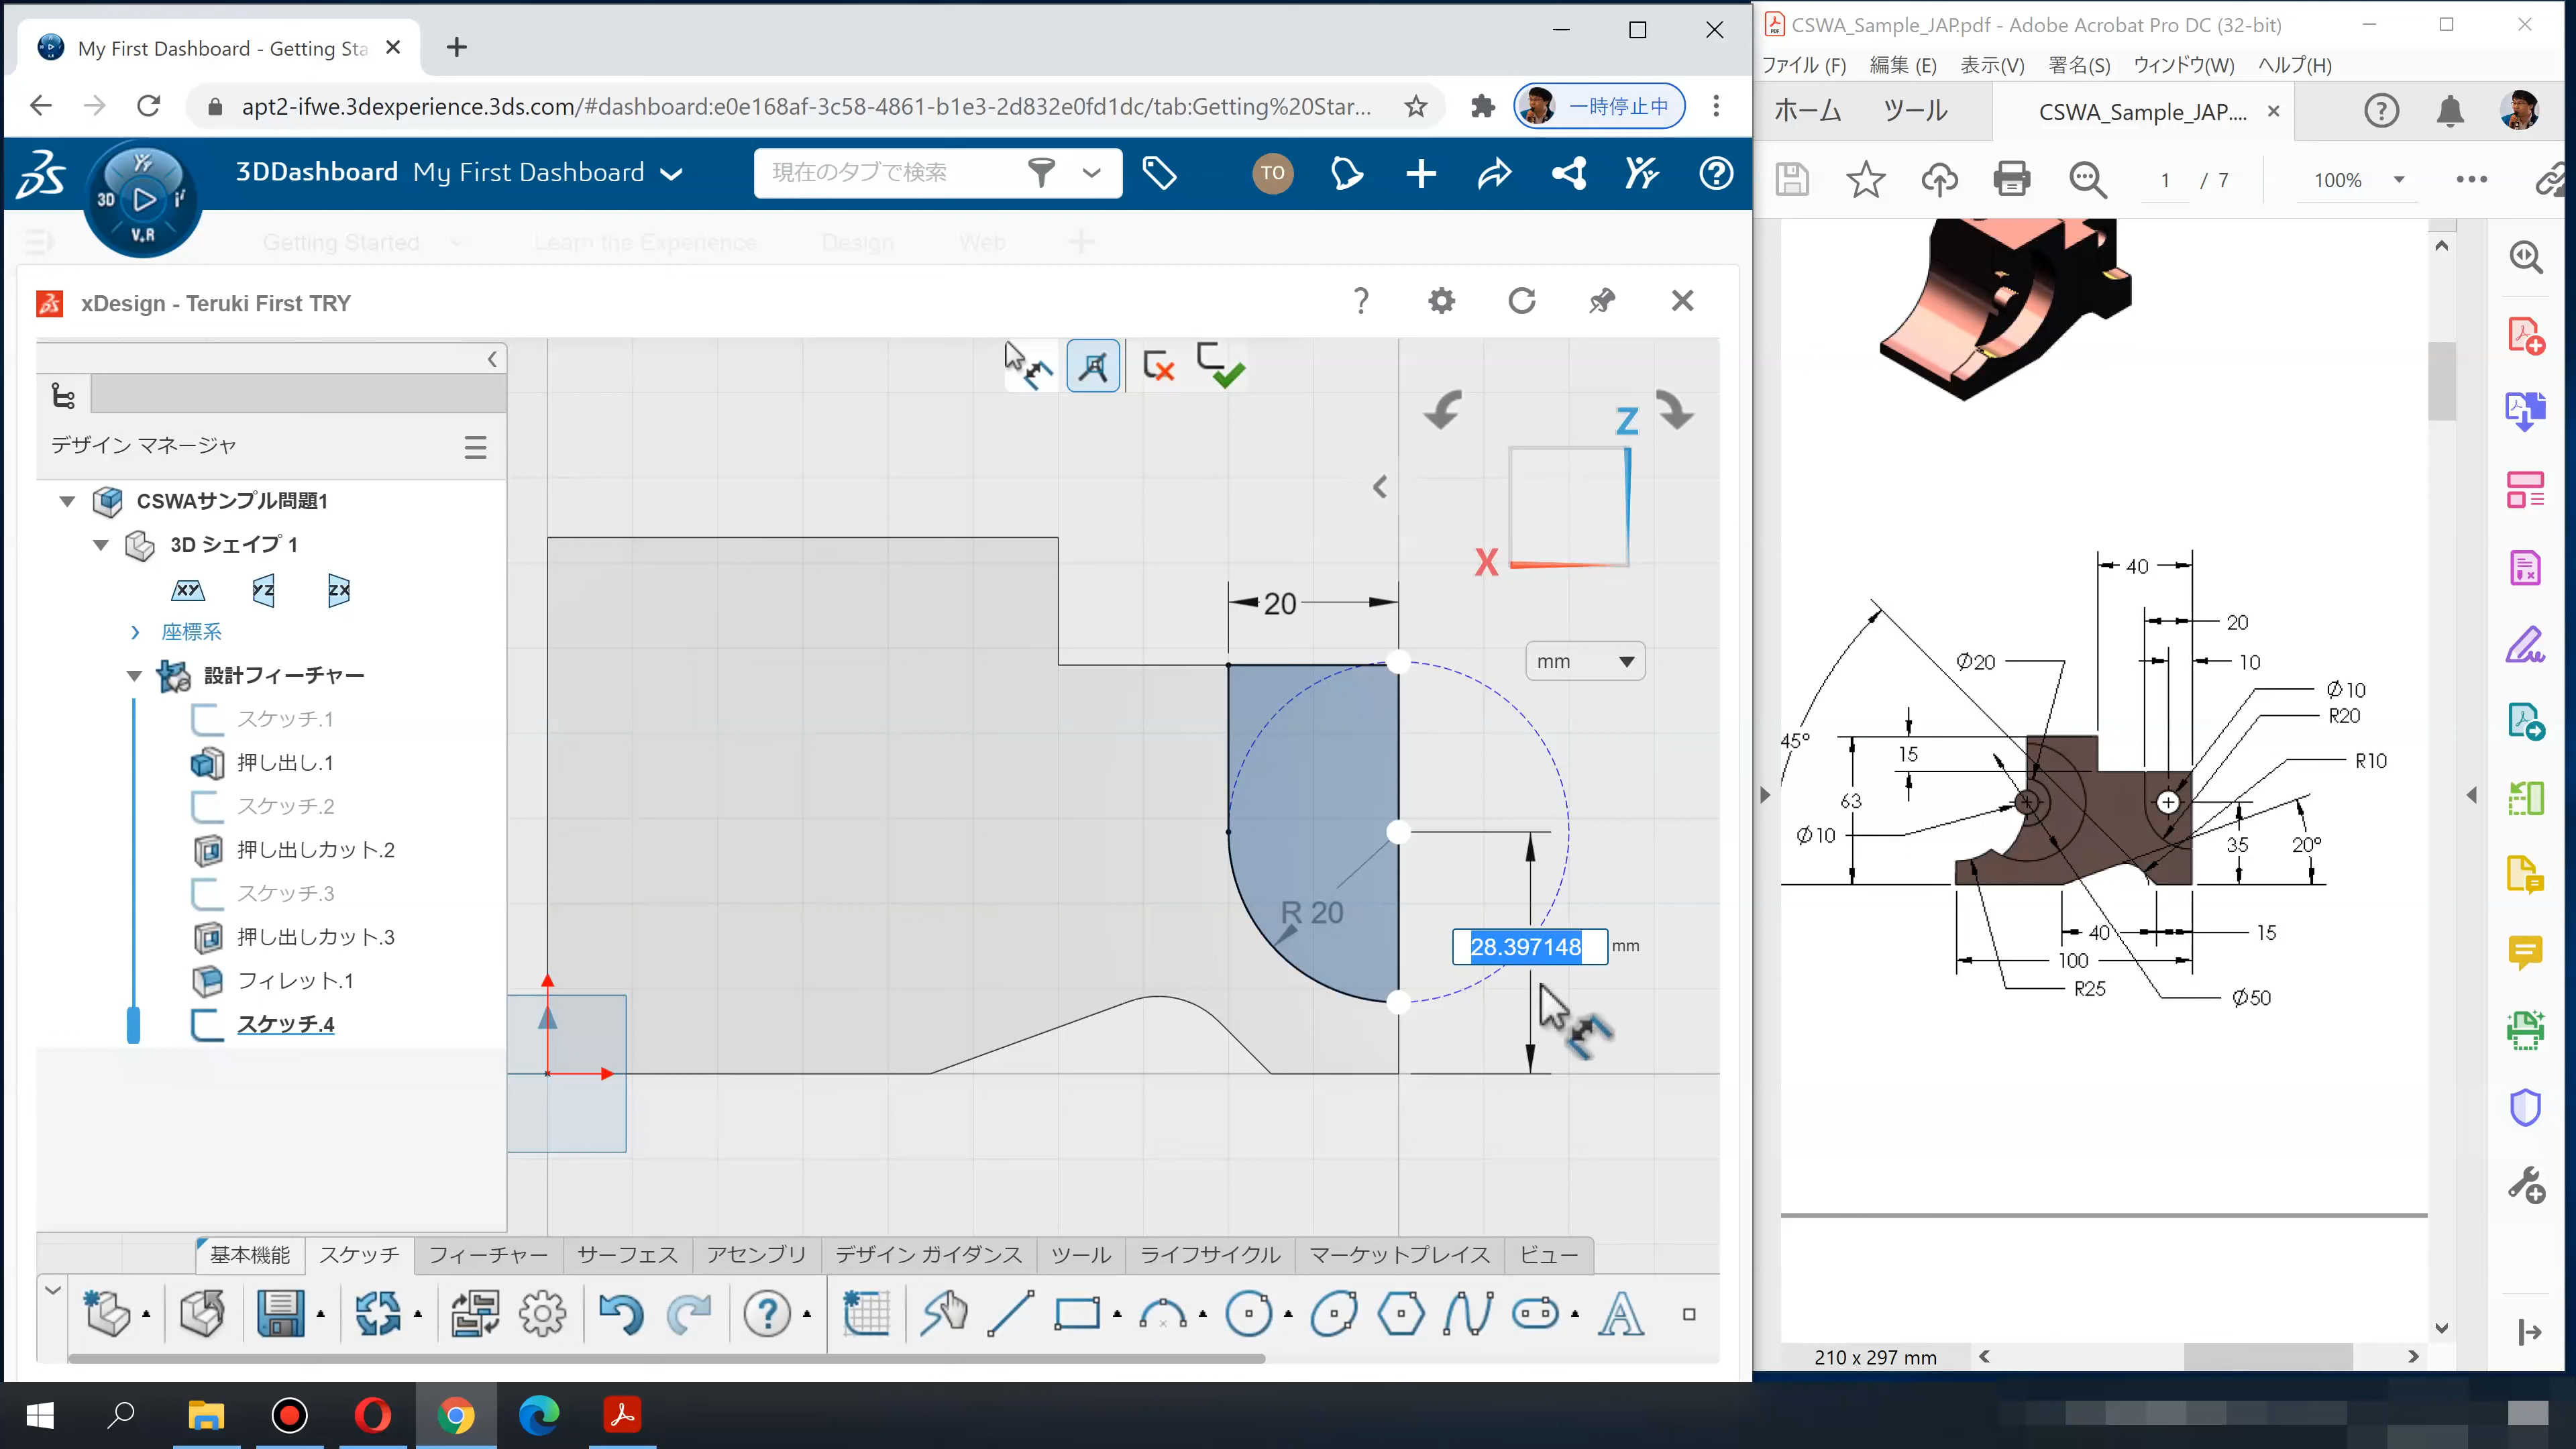 My First Dashboard - Getting Sta
apt2-ifwe.3dexperience.3ds.com/#dashboard:e0e168af-3c58-4861-b1e3-2d832e0fd1dc/tab:Getting%20Star...
一時停止中
3DDashboard My First Dashboard
現在のタブで検索
TO
3D
V.R
Getting Started
Learn the Experience
Design
Web
xDesign - Teruki First TRY
デザイン マネージャ
CSWAサンプル問題1
3D シェイプ 1
XY
YZ
ZX
座標系
設計フィーチャー
スケッチ.1
押し出し.1
スケッチ.2
押し出しカット.2
スケッチ.3
押し出しカット.3
フィレット.1
スケッチ.4
Z
X
20
mm
R 20
28.397148 mm
基本機能
スケッチ
フィーチャー
サーフェス
アセンブリ
デザイン ガイダンス
ツール
ライフサイクル
マーケットプレイス
ビュー
CSWA_Sample_JAP.pdf - Adobe Acrobat Pro DC (32-bit)
ファイル (F) 編集 (E) 表示(V) 署名(S) ウィンドウ(W) ヘルプ(H)
ホーム ツール CSWA_Sample_JAP....
1 / 7
100%
40
20
Ø20
10
Ø10
R20
45°
15
R10
63
Ø10
35
20°
40
15
100
R25
Ø50
210 x 297 mm